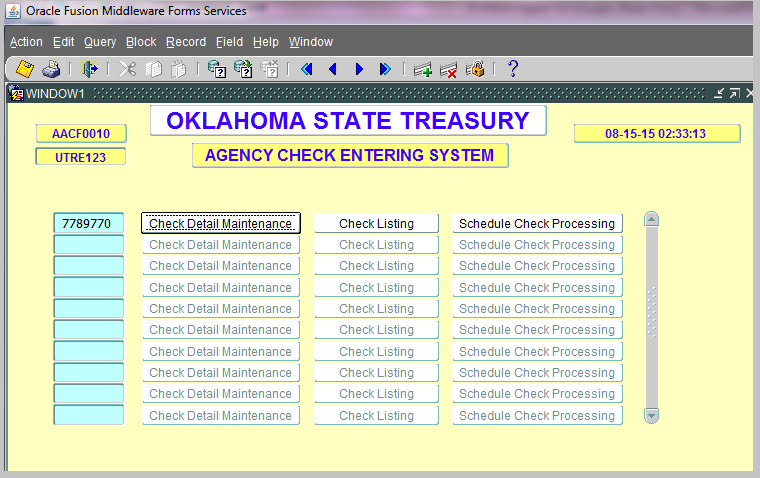 Oracle Fusion Middleware Forms Services
Action Edit Query Block Record Field Help Window
WINDOW1
OKLAHOMA STATE TREASURY
AACF0010 08-15-15 02:33:13
UTRE123 AGENCY CHECK ENTERING SYSTEM
7789770 Check Detail Maintenance Check Listing Schedule Check Processing
Check Detail Maintenance Check Listing Schedule Check Processing
Check Detail Maintenance Check Listing Schedule Check Processing
Check Detail Maintenance Check Listing Schedule Check Processing
Check Detail Maintenance Check Listing Schedule Check Processing
Check Detail Maintenance Check Listing Schedule Check Processing
Check Detail Maintenance Check Listing Schedule Check Processing
Check Detail Maintenance Check Listing Schedule Check Processing
Check Detail Maintenance Check Listing Schedule Check Processing
Check Detail Maintenance Check Listing Schedule Check Processing